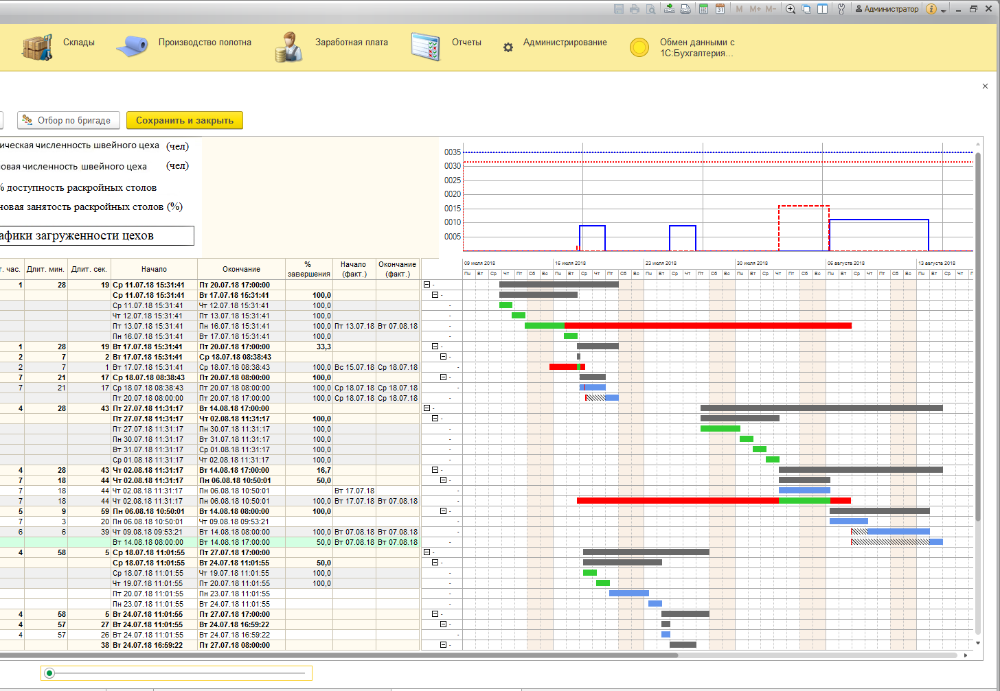 M M+ M- Администратор
Склады
Производство полотна
Заработная плата
Отчеты
Администрирование
Обмен данными с
1С:Бухгалтерия...
Отбор по бригаде
Сохранить и закрыть
ическая численность швейного цеха (чел)
новая численность швейного цеха (чел)
% доступность раскройных столов
новая занятость раскройных столов (%)
афики загруженности цехов
0035
0030
0025
0020
0015
0010
0005
09 июля 2018 16 июля 2018 23 июля 2018 30 июля 2018 06 августа 2018 13 августа 2018
Пн Вт Ср Чт Пт Сб Вс Пн Вт Ср Чт Пт Сб Вс Пн Вт Ср Чт Пт Сб Вс Пн Вт Ср Чт Пт Сб Вс Пн Вт Ср Чт Пт Сб Вс Пн Вт Ср Чт П
т. час. Длит. мин. Длит. сек. Начало Окончание % завершения Начало (факт.) Окончание (факт.)
1 28 19 Ср 11.07.18 15:31:41 Пт 20.07.18 17:00:00
Ср 11.07.18 15:31:41 Вт 17.07.18 15:31:41 100,0
Ср 11.07.18 15:31:41 Чт 12.07.18 15:31:41 100,0
Чт 12.07.18 15:31:41 Пт 13.07.18 15:31:41 100,0
Пт 13.07.18 15:31:41 Пн 16.07.18 15:31:41 100,0 Пт 13.07.18 Вт 07.08.18
Пн 16.07.18 15:31:41 Вт 17.07.18 15:31:41 100,0
1 28 19 Вт 17.07.18 15:31:41 Пт 20.07.18 17:00:00 33,3
2 7 2 Вт 17.07.18 15:31:41 Ср 18.07.18 08:38:43
2 7 1 Вт 17.07.18 15:31:41 Ср 18.07.18 08:38:43 100,0 Вс 15.07.18 Ср 18.07.18
7 21 17 Ср 18.07.18 08:38:43 Пт 20.07.18 08:00:00 100,0
7 21 17 Ср 18.07.18 08:38:43 Пт 20.07.18 08:00:00 100,0 Ср 18.07.18 Ср 18.07.18
Пт 20.07.18 08:00:00 Пт 20.07.18 17:00:00 100,0 Ср 18.07.18 Ср 18.07.18
4 28 43 Пт 27.07.18 11:31:17 Вт 14.08.18 17:00:00
Пт 27.07.18 11:31:17 Чт 02.08.18 11:31:17 100,0
Пт 27.07.18 11:31:17 Пн 30.07.18 11:31:17 100,0
Пн 30.07.18 11:31:17 Вт 31.07.18 11:31:17 100,0
Вт 31.07.18 11:31:17 Ср 01.08.18 11:31:17 100,0
Ср 01.08.18 11:31:17 Чт 02.08.18 11:31:17 100,0
4 28 43 Чт 02.08.18 11:31:17 Вт 14.08.18 17:00:00 16,7
7 18 44 Чт 02.08.18 11:31:17 Пн 06.08.18 10:50:01 50,0
7 18 44 Чт 02.08.18 11:31:17 Пн 06.08.18 10:50:01 Вт 17.07.18
7 18 44 Чт 02.08.18 11:31:17 Пн 06.08.18 10:50:01 100,0 Вт 17.07.18 Вт 07.08.18
5 9 59 Пн 06.08.18 10:50:01 Вт 14.08.18 08:00:00 100,0
7 3 20 Пн 06.08.18 10:50:01 Чт 09.08.18 09:53:21
6 6 39 Чт 09.08.18 09:53:21 Вт 14.08.18 08:00:00 100,0 Вт 07.08.18 Вт 07.08.18
Вт 14.08.18 08:00:00 Вт 14.08.18 17:00:00 50,0 Вт 07.08.18 Вт 07.08.18
4 58 5 Ср 18.07.18 11:01:55 Пт 27.07.18 17:00:00
Ср 18.07.18 11:01:55 Вт 24.07.18 11:01:55 50,0
Ср 18.07.18 11:01:55 Чт 19.07.18 11:01:55 100,0
Чт 19.07.18 11:01:55 Пт 20.07.18 11:01:55 100,0
Пт 20.07.18 11:01:55 Пн 23.07.18 11:01:55
Пн 23.07.18 11:01:55 Вт 24.07.18 11:01:55
4 58 5 Вт 24.07.18 11:01:55 Пт 27.07.18 17:00:00
4 57 27 Вт 24.07.18 11:01:55 Вт 24.07.18 16:59:22
4 57 26 Вт 24.07.18 11:01:55 Вт 24.07.18 16:59:22
38 Вт 24.07.18 16:59:22 Пт 27.07.18 08:00:00